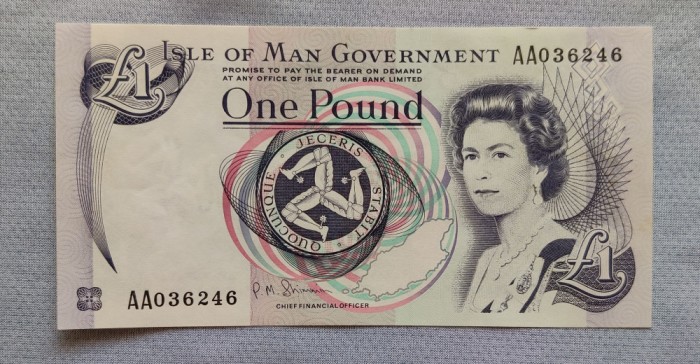 £1
ISLE OF MAN GOVERNMENT AA036246
PROMISE TO PAY THE BEARER ON DEMAND
AT ANY OFFICE OF ISLE OF MAN BANK LIMITED
One Pound
QUOCUNQUE · JECERIS · STABIT
£1
AA036246
CHIEF FINANCIAL OFFICER